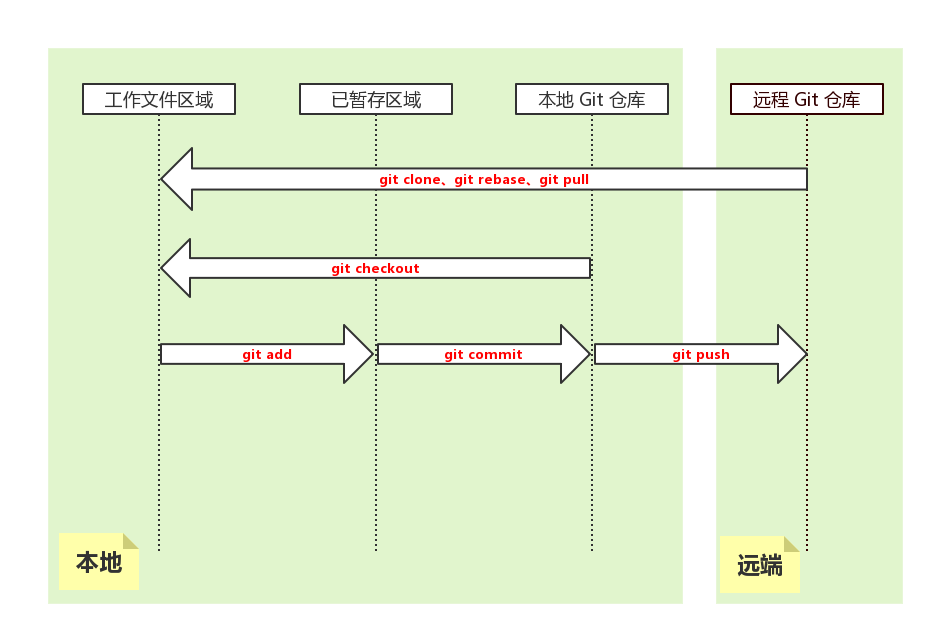 工作文件区域
已暂存区域
本地 Git 仓库
远程 Git 仓库
git clone、git rebase、git pull
git checkout
git add
git commit
git push
本地
远端